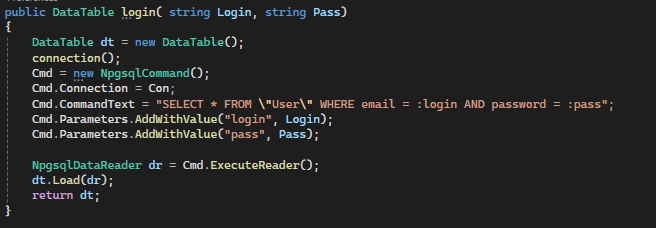 public DataTable login( string Login, string Pass)
{
DataTable dt = new DataTable();
connection();
Cmd = new NpgsqlCommand();
Cmd.Connection = Con;
Cmd.CommandText = "SELECT * FROM \"User\" WHERE email = :login AND password = :pass";
Cmd.Parameters.AddWithValue("login", Login);
Cmd.Parameters.AddWithValue("pass", Pass);
NpgsqlDataReader dr = Cmd.ExecuteReader();
dt.Load(dr);
return dt;
}